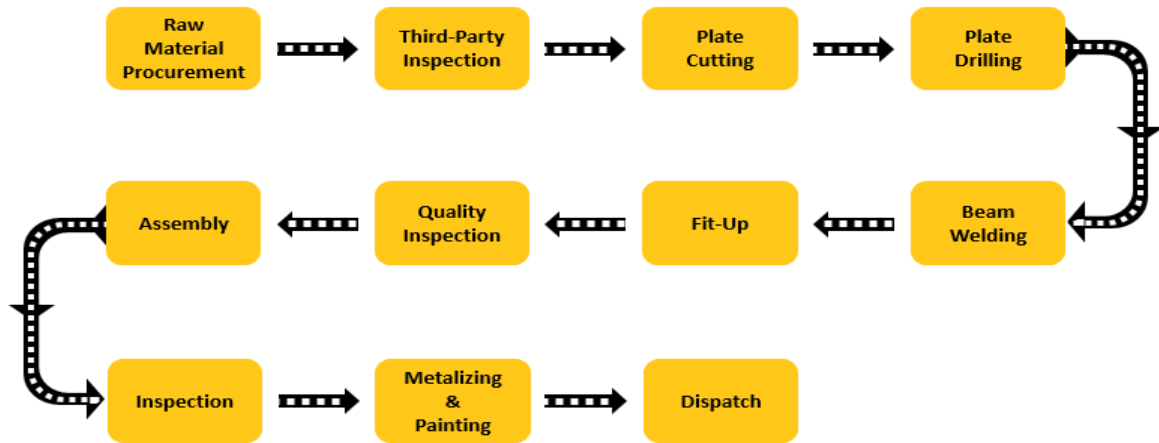 Raw
Material
Procurement
Third-Party
Inspection
Plate
Cutting
Plate
Drilling
Beam
Welding
Fit-Up
Quality
Inspection
Assembly
Inspection
Metalizing
&
Painting
Dispatch